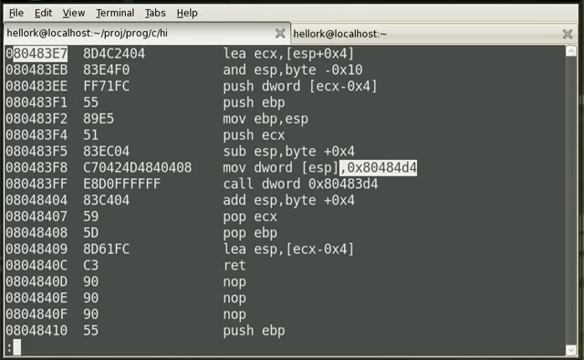 File Edit View Terminal Tabs Help
hellork@localhost:~/proj/prog/c/hi hellork@localhost:~
080483E7 8D4C2404 lea ecx,[esp+0x4]
080483EB 83E4F0 and esp,byte -0x10
080483EE FF71FC push dword [ecx-0x4]
080483F1 55 push ebp
080483F2 89E5 mov ebp,esp
080483F4 51 push ecx
080483F5 83EC04 sub esp,byte +0x4
080483F8 C70424D4840408 mov dword [esp],0x80484d4
080483FF E8D0FFFFFF call dword 0x80483d4
08048404 83C404 add esp,byte +0x4
08048407 59 pop ecx
08048408 5D pop ebp
08048409 8D61FC lea esp,[ecx-0x4]
0804840C C3 ret
0804840D 90 nop
0804840E 90 nop
0804840F 90 nop
08048410 55 push ebp
: